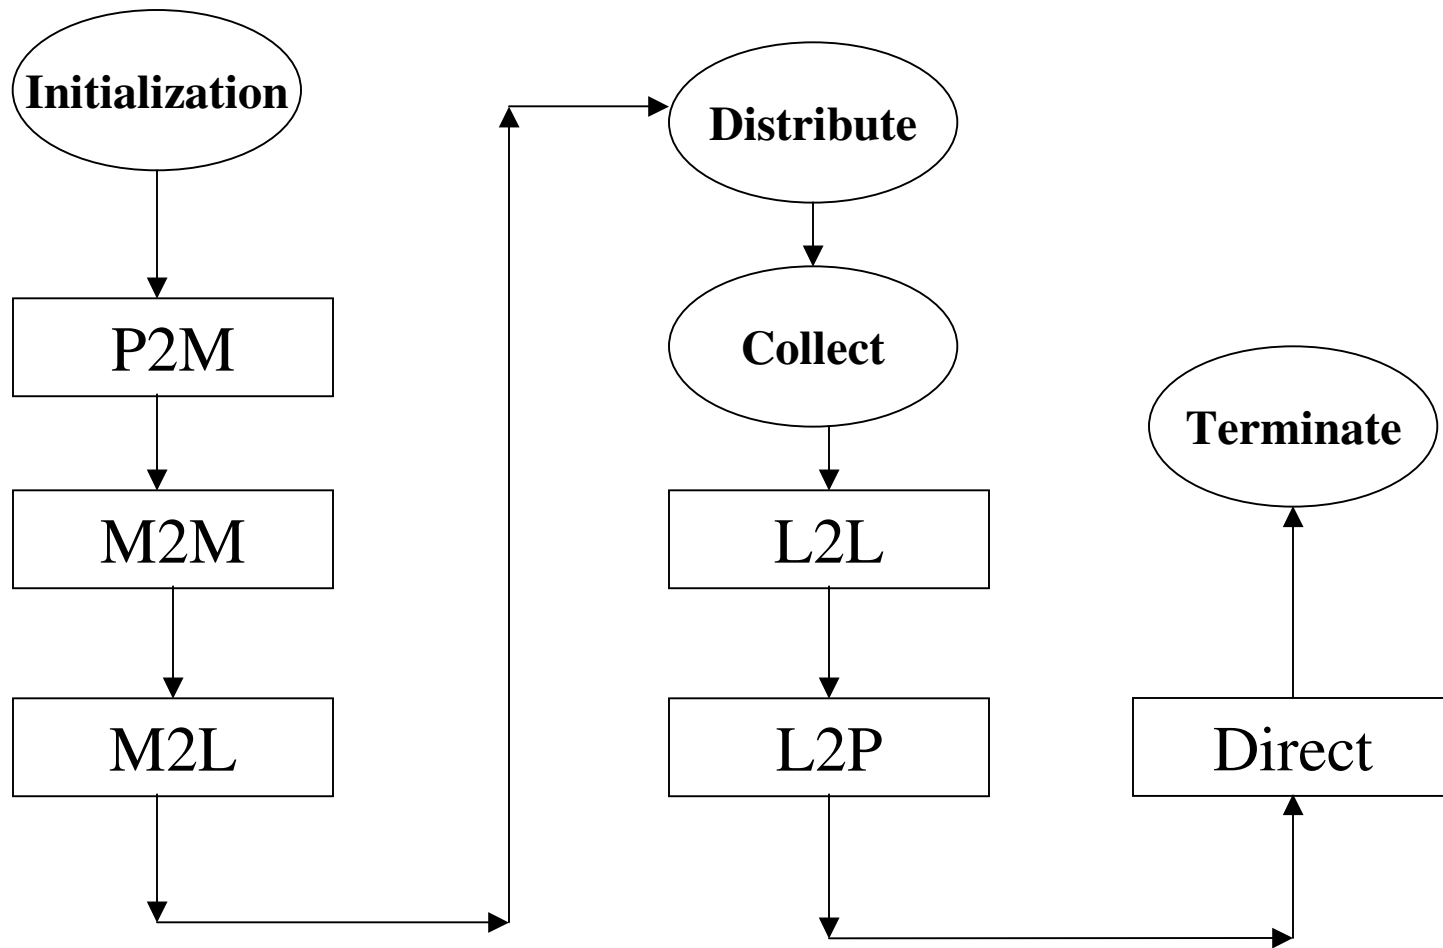 Initialization
P2M
M2M
M2L
Distribute
Collect
L2L
L2P
Direct
Terminate